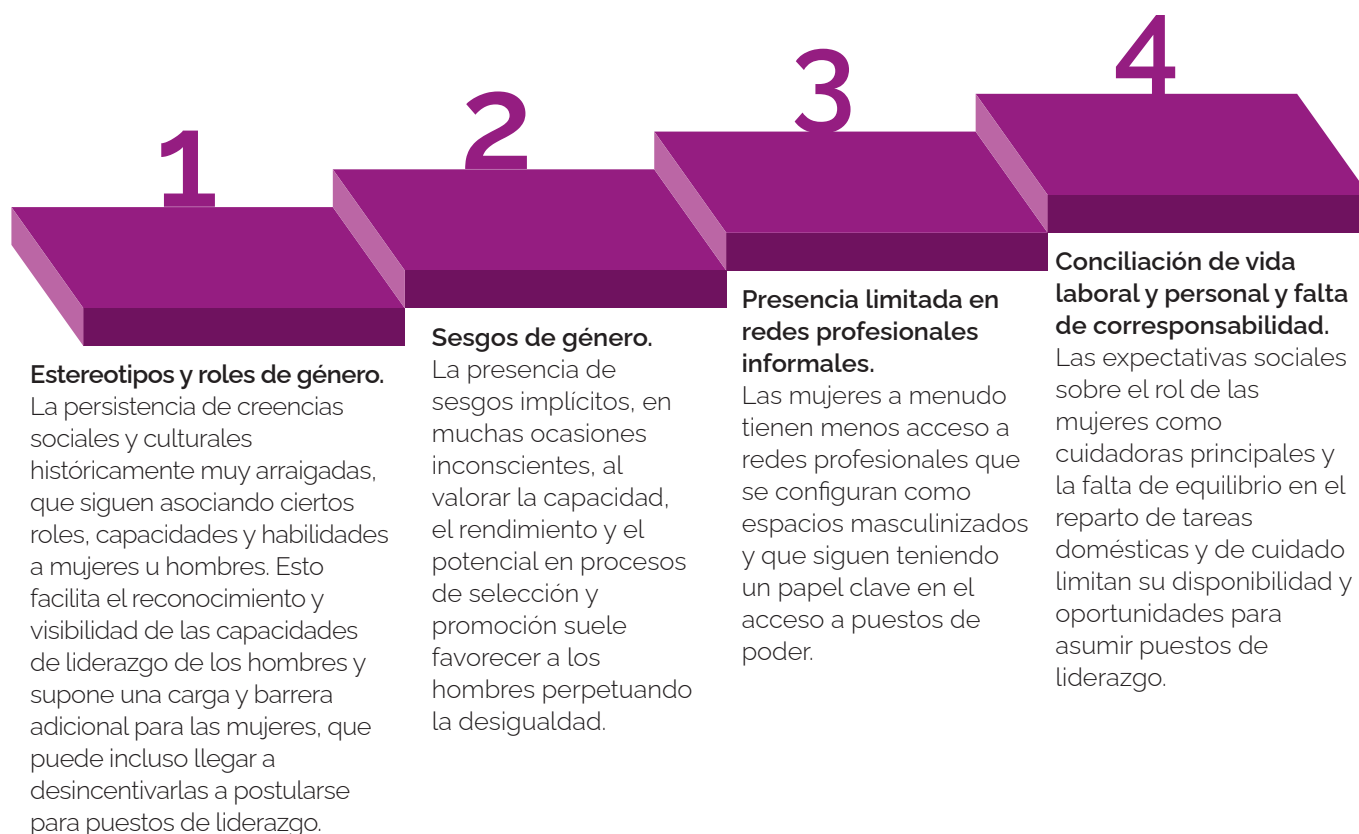 1
Estereotipos y roles de género.
La persistencia de creencias
sociales y culturales
históricamente muy arraigadas,
que siguen asociando ciertos
roles, capacidades y habilidades
a mujeres u hombres. Esto
facilita el reconocimiento y
visibilidad de las capacidades
de liderazgo de los hombres y
supone una carga y barrera
adicional para las mujeres, que
puede incluso llegar a
desincentivarlas a postularse
para puestos de liderazgo.
2
Sesgos de género.
La presencia de
sesgos implícitos, en
muchas ocasiones
inconscientes, al
valorar la capacidad,
el rendimiento y el
potencial en procesos
de selección y
promoción suele
favorecer a los
hombres perpetuando
la desigualdad.
3
Presencia limitada en
redes profesionales
informales.
Las mujeres a menudo
tienen menos acceso a
redes profesionales que
se configuran como
espacios masculinizados
y que siguen teniendo
un papel clave en el
acceso a puestos de
poder.
4
Conciliación de vida
laboral y personal y falta
de corresponsabilidad.
Las expectativas sociales
sobre el rol de las
mujeres como
cuidadoras principales y
la falta de equilibrio en el
reparto de tareas
domésticas y de cuidado
limitan su disponibilidad y
oportunidades para
asumir puestos de
liderazgo.